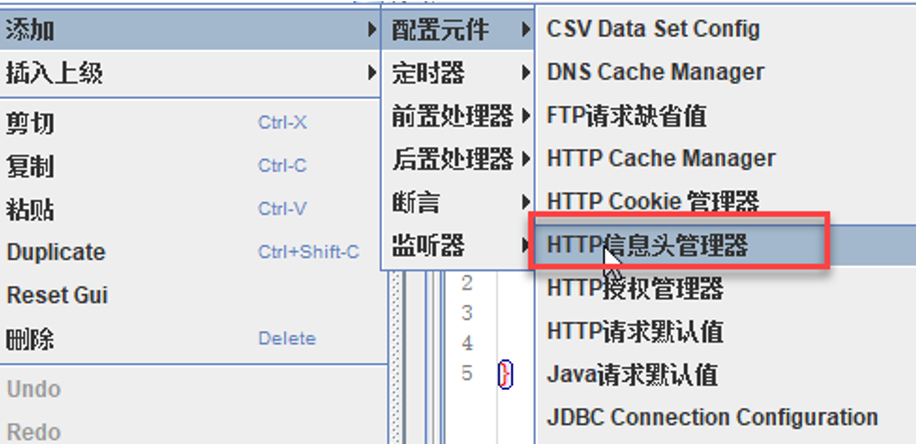 添加
插入上级
剪切 Ctrl-X
复制 Ctrl-C
粘贴 Ctrl-V
Duplicate Ctrl+Shift-C
Reset Gui
删除 Delete
Undo
Redo
配置元件
定时器
前置处理器
后置处理器
断言
监听器
2
3
4
5 }
CSV Data Set Config
DNS Cache Manager
FTP请求缺省值
HTTP Cache Manager
HTTP Cookie 管理器
HTTP信息头管理器
HTTP授权管理器
HTTP请求默认值
Java请求默认值
JDBC Connection Configuration